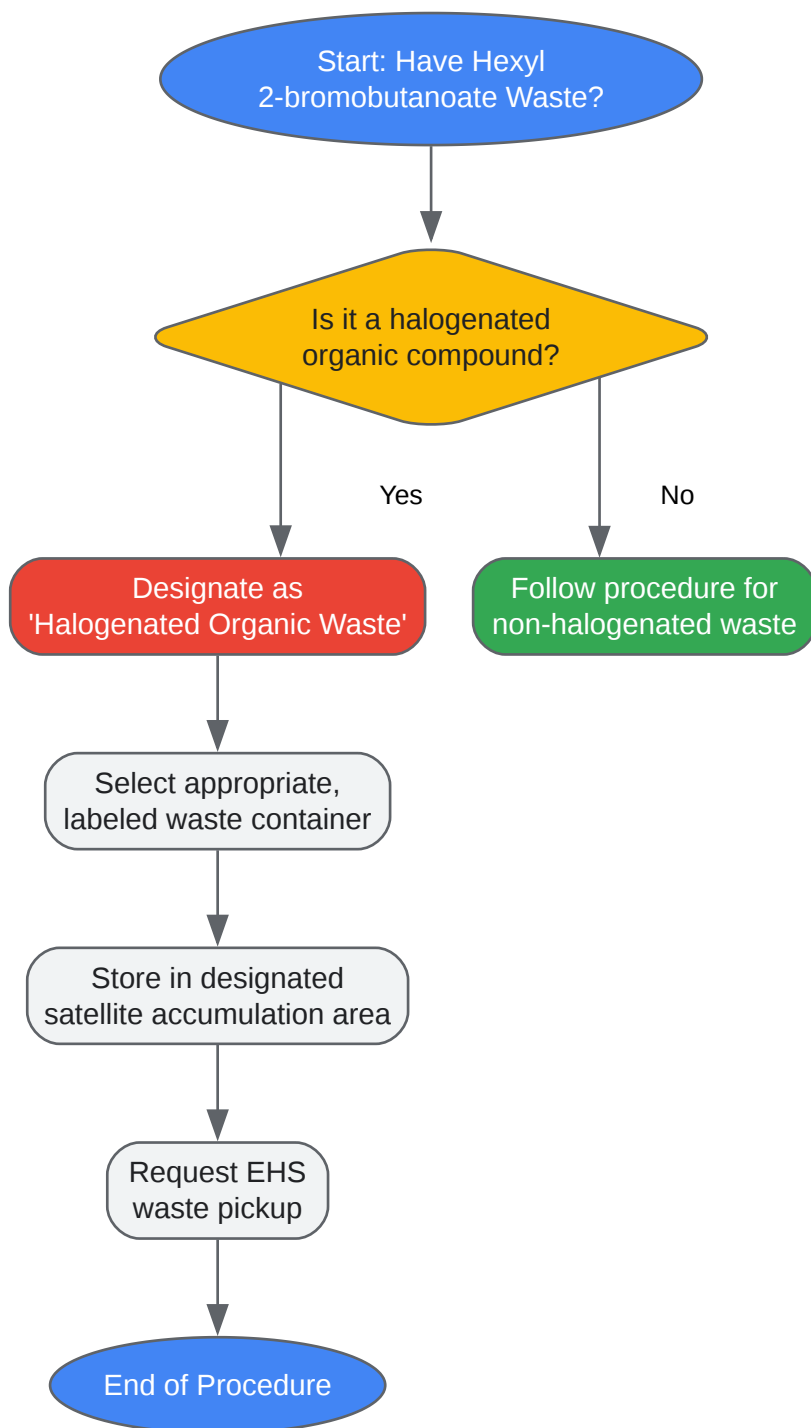 Start: Have Hexyl
2-bromobutanoate Waste?
Is it a halogenated
organic compound?
Yes
No
Designate as
'Halogenated Organic Waste'
Follow procedure for
non-halogenated waste
Select appropriate,
labeled waste container
Store in designated
satellite accumulation area
Request EHS
waste pickup
End of Procedure